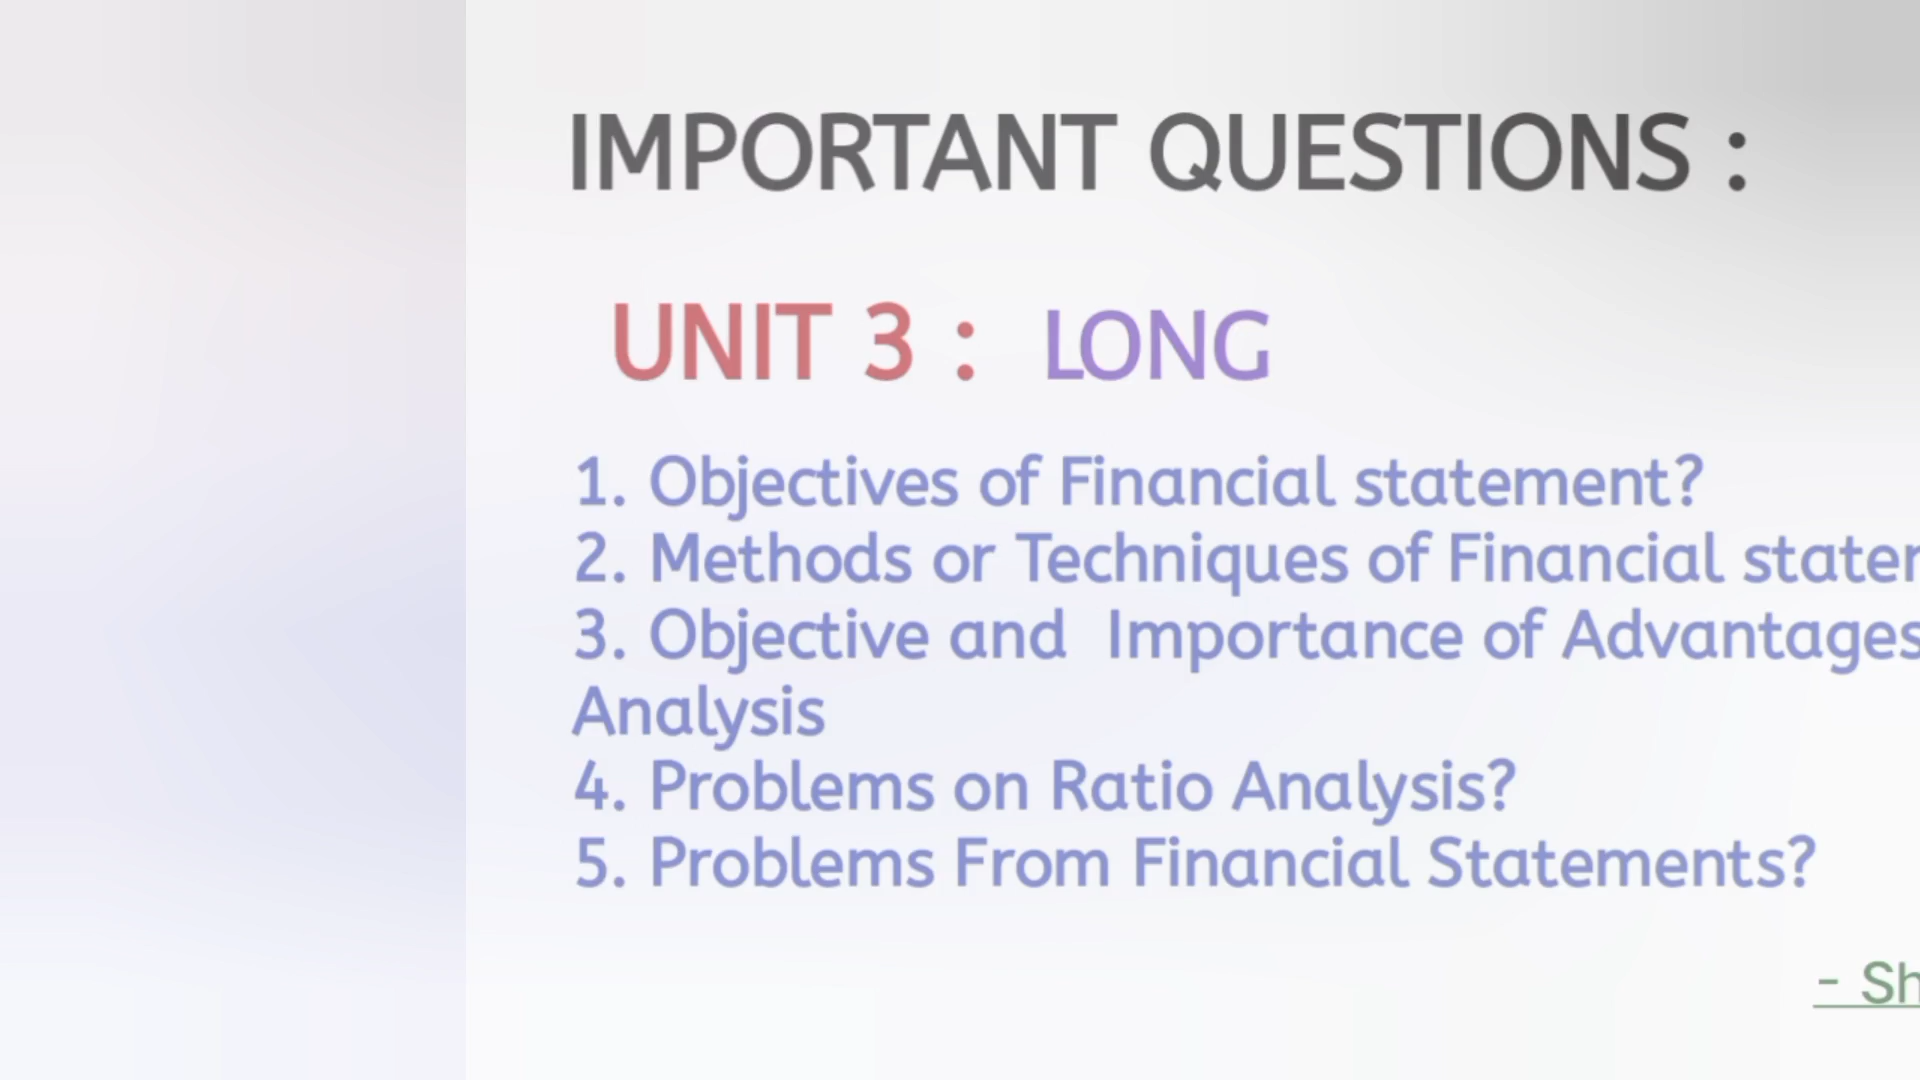 IMPORTANT QUESTIONS :
UNIT 3 : LONG
1. Objectives of Financial statement?
2. Methods or Techniques of Financial
3. Objective and Importance of Advantages
Analysis
4. Problems on Ratio Analysis?
5. Problems From Financial Statements?
-